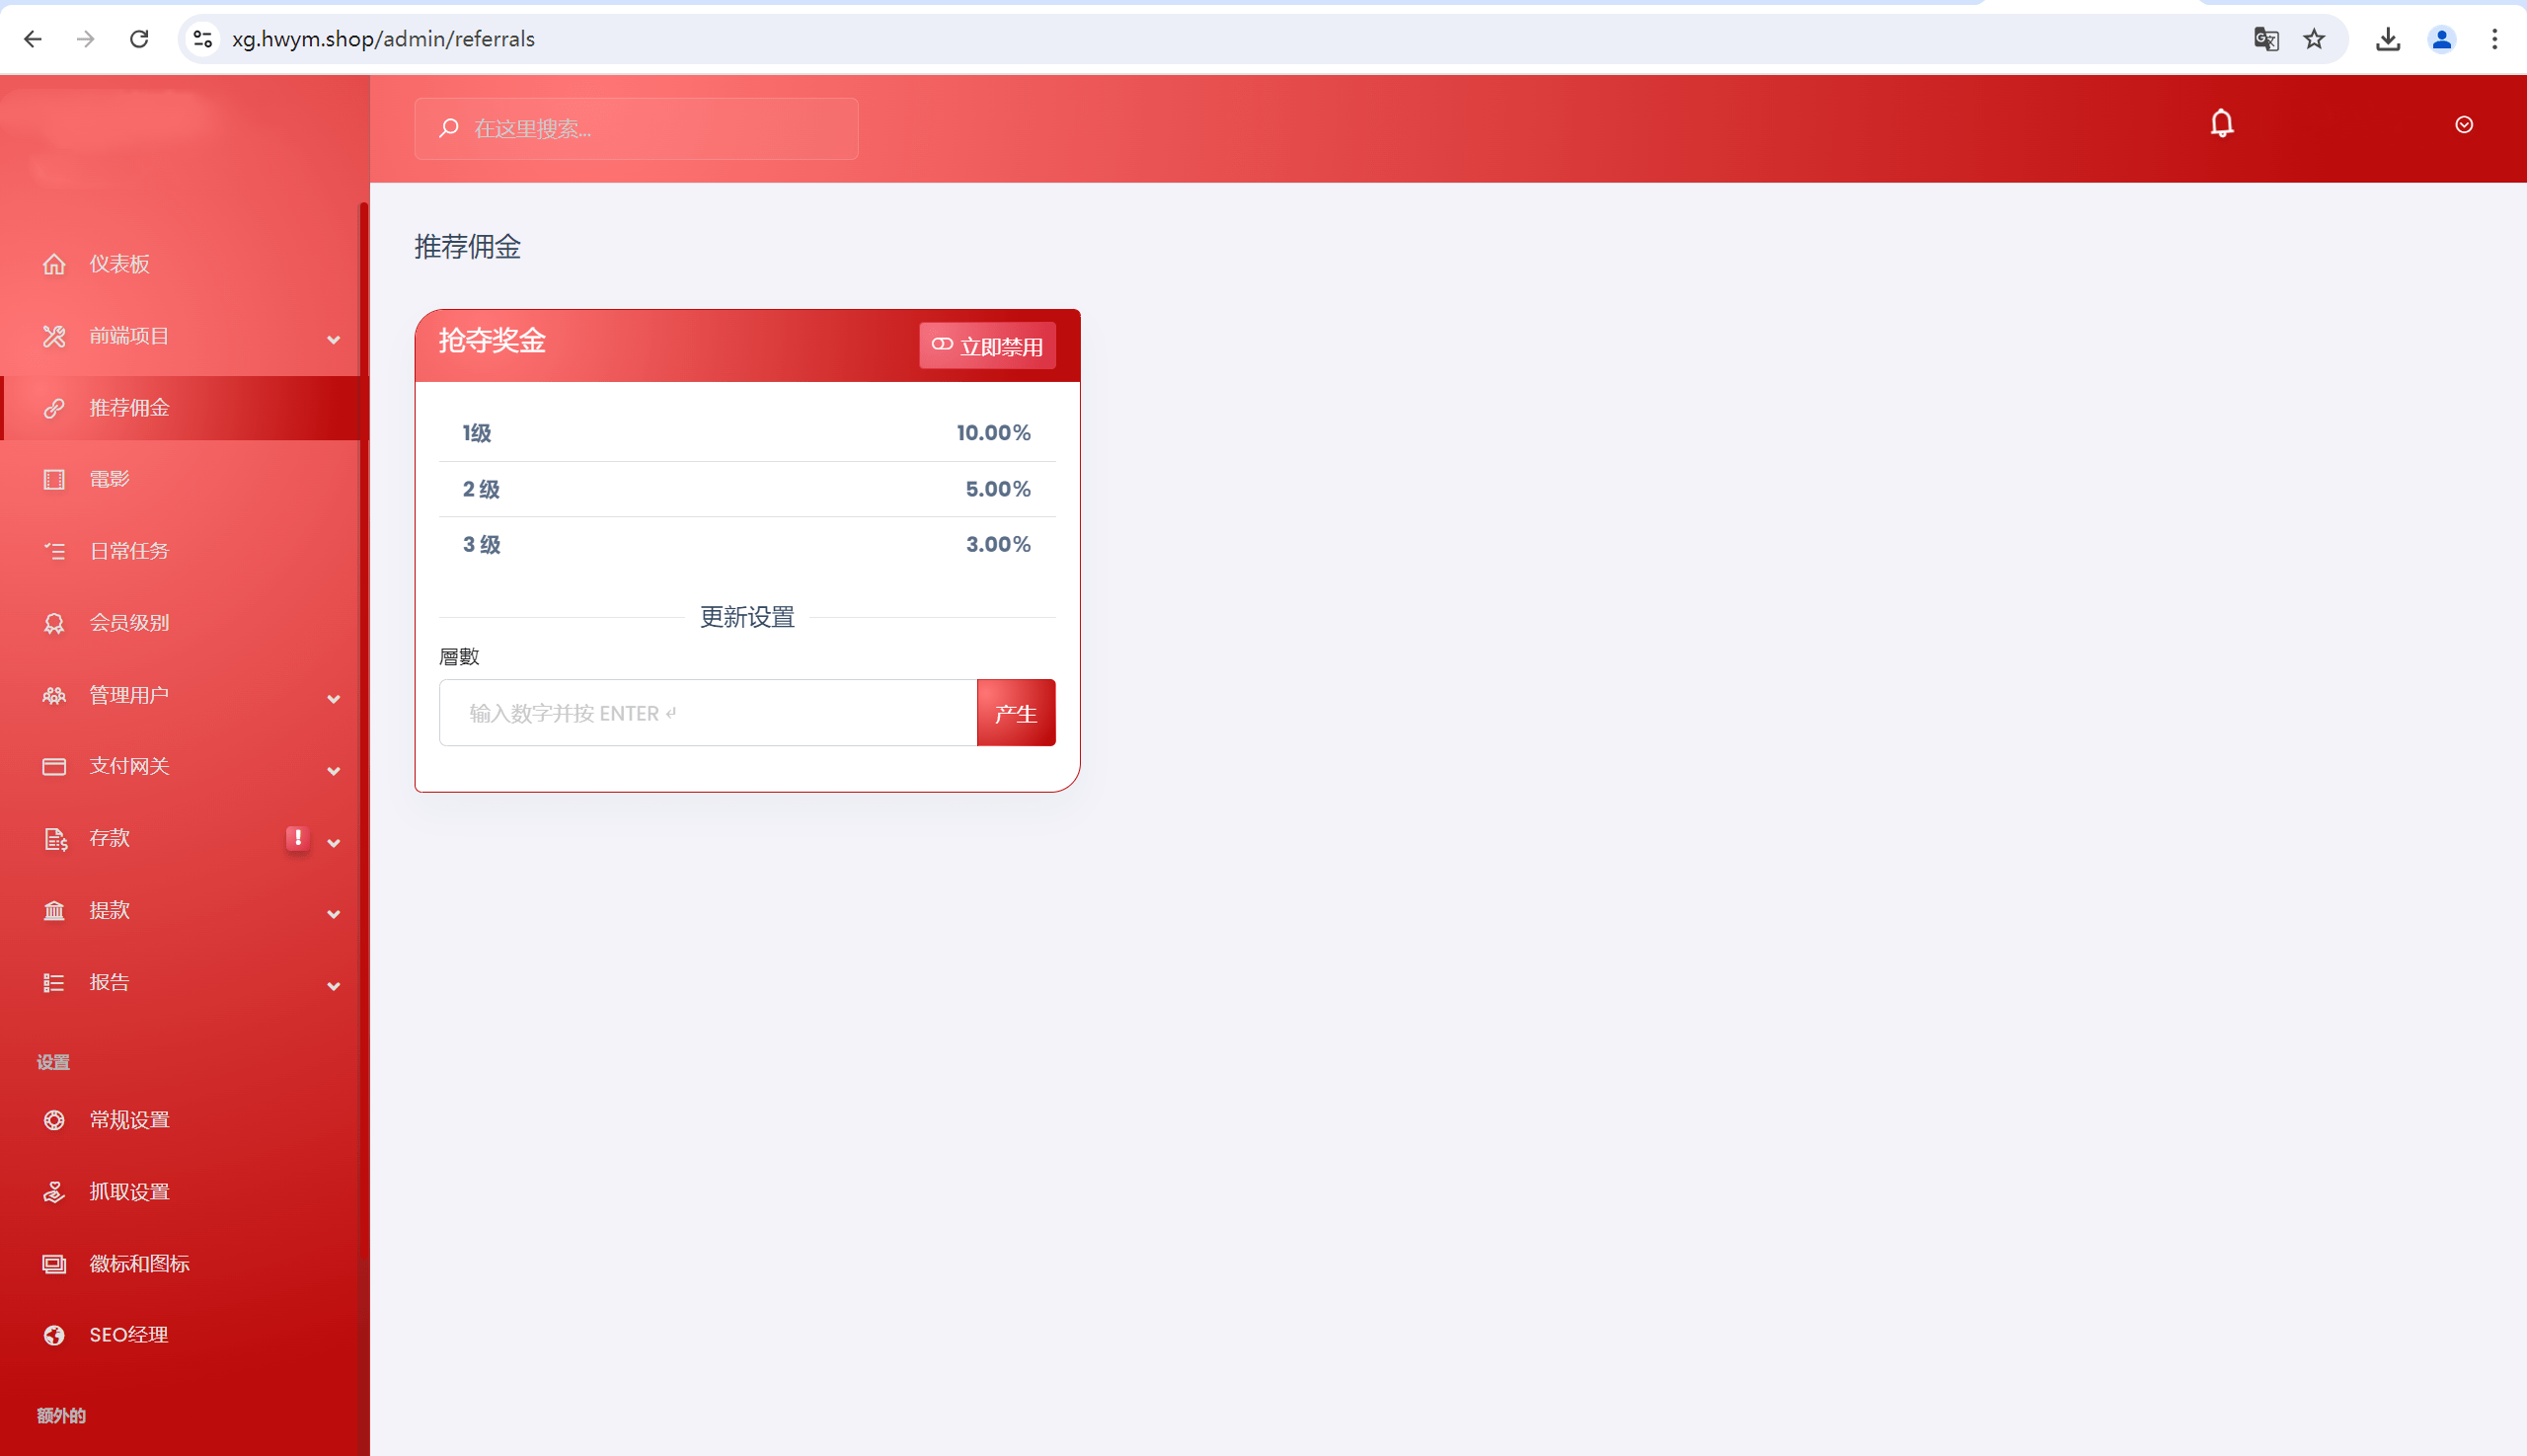 xg.hwym.shop/admin/referrals
在这里搜索...
仪表板
前端项目
推荐佣金
電影
日常任务
会员级别
管理用户
支付网关
存款
提款
报告
设置
常规设置
抓取设置
徽标和图标
SEO经理
额外的
推荐佣金
抢夺奖金
立即禁用
1级 10.00%
2 级 5.00%
3 级 3.00%
更新设置
層數
输入数字并按 ENTER ↲
产生